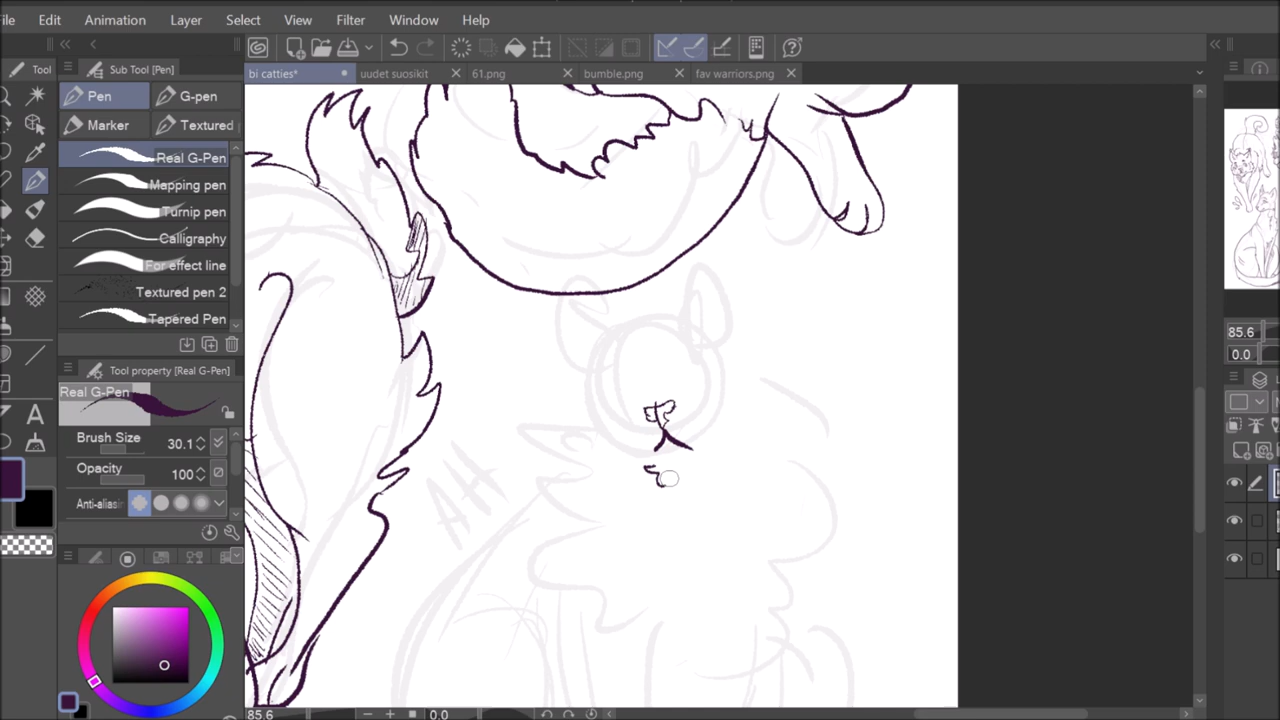 ile Edit Animation Layer Select View Filter Window Help
Tool Sub Tool [Pen]
bi catties* uudet suosikit 61.png bumble.png fav warriors.png
Pen G-pen
Marker Textured
Real G-Pen
Mapping pen
Turnip pen
Calligraphy
For effect line
Textured pen 2
Tapered Pen
Tool property [Real G-Pen]
Real G-Pen
Brush Size 30.1
Opacity 100
Anti-alias
AH
85.6
0.0
85.6 0.0